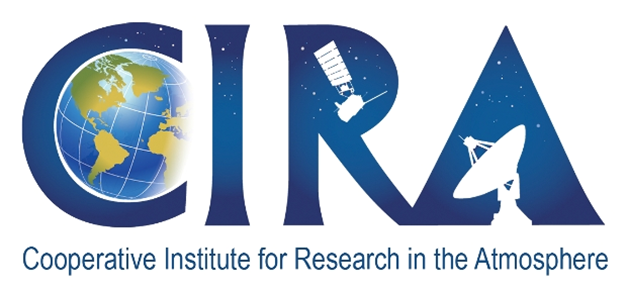 CIRA
Cooperative Institute for Research in the Atmosphere